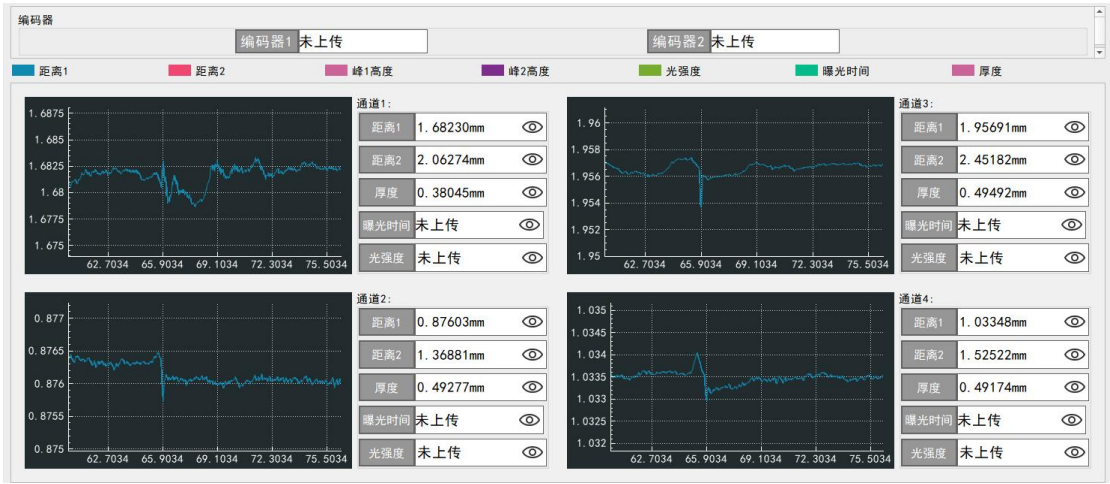 编码器
编码器1 未上传 编码器2 未上传
距离1 距离2 峰1高度 峰2高度 光强度 曝光时间 厚度
通道1:
1.6875
1.685
1.6825
1.68
1.6775
1.675
62.7034 65.9034 69.1034 72.3034 75.5034
距离1 1.68230mm
距离2 2.06274mm
厚度 0.38045mm
曝光时间 未上传
光强度 未上传
通道3:
1.96
1.958
1.956
1.954
1.952
1.95
62.7034 65.9034 69.1034 72.3034 75.5034
距离1 1.95691mm
距离2 2.45182mm
厚度 0.49492mm
曝光时间 未上传
光强度 未上传
通道2:
0.877
0.8765
0.876
0.8755
0.875
62.7034 65.9034 69.1034 72.3034 75.5034
距离1 0.87603mm
距离2 1.36881mm
厚度 0.49277mm
曝光时间 未上传
光强度 未上传
通道4:
1.035
1.0345
1.034
1.0335
1.033
1.0325
1.032
62.7034 65.9034 69.1034 72.3034 75.5034
距离1 1.03348mm
距离2 1.52522mm
厚度 0.49174mm
曝光时间 未上传
光强度 未上传